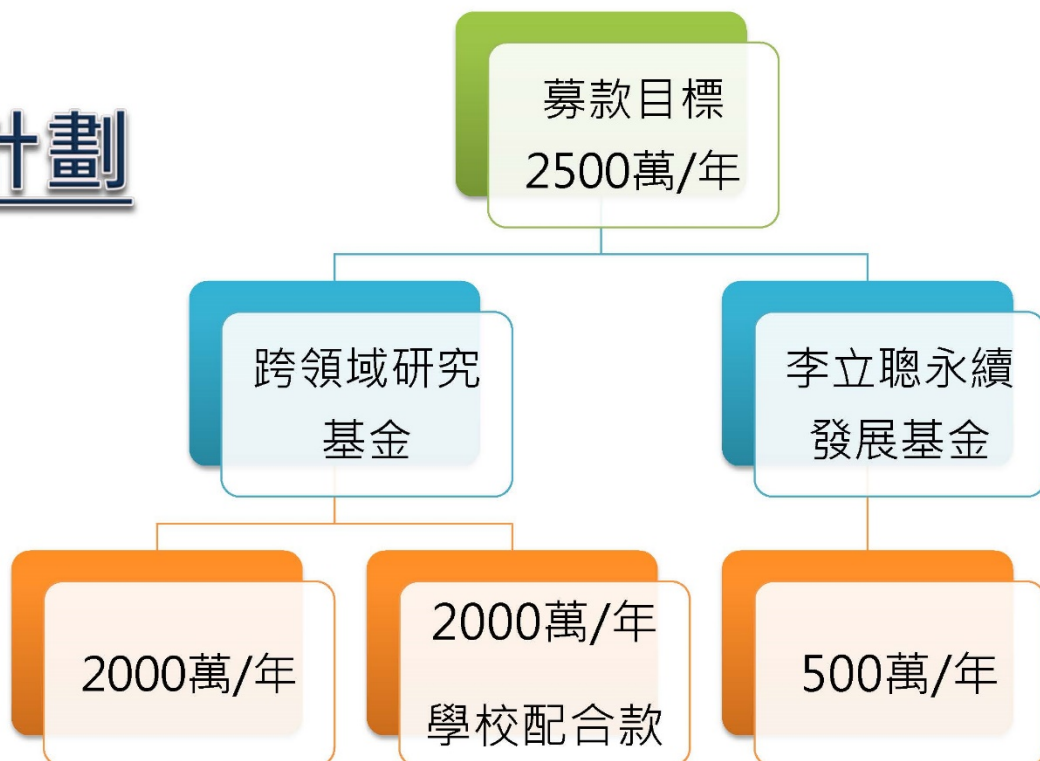 計劃
募款目標
2500萬/年
跨領域研究
基金
李立聰永續
發展基金
2000萬/年
2000萬/年
學校配合款
500萬/年